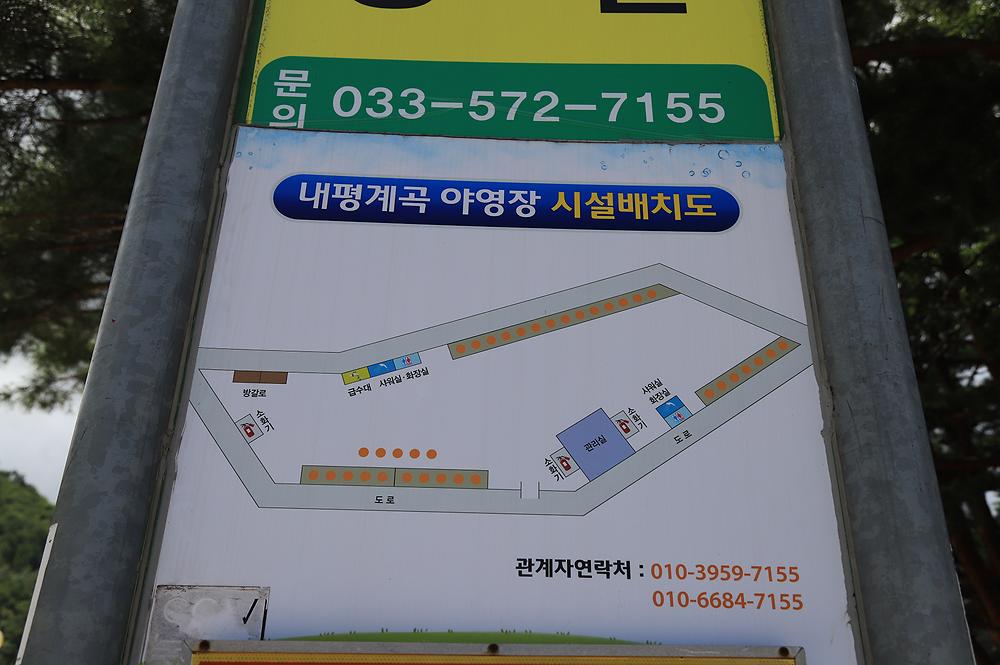 문의 033-572-7155
내평계곡 야영장 시설배치도
방갈로
급수대
샤워실·화장실
소화기
샤워실
화장실
소화기
관리실
소화기
도로
도로
관계자연락처 : 010-3959-7155
010-6684-7155